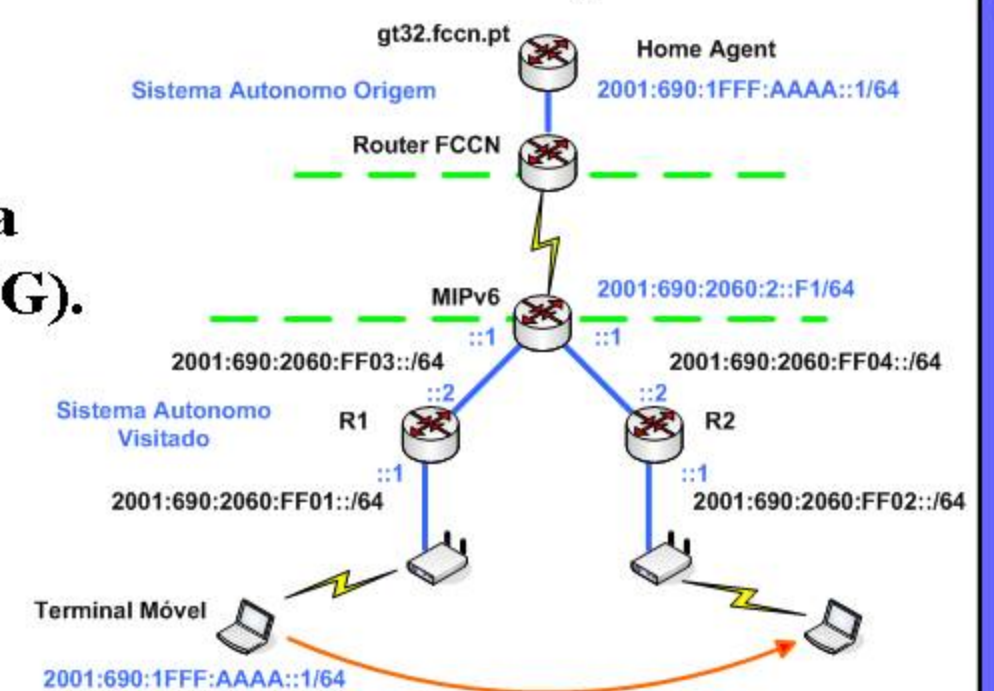 gt32.fccn.pt
Home Agent
Sistema Autonomo Origem
2001:690:1FFF:AAAA::1/64
Router FCCN
a
G).
MIPv6
2001:690:2060:2::F1/64
::1
::1
2001:690:2060:FF03::/64
2001:690:2060:FF04::/64
::2
::2
Sistema Autonomo
Visitado
R1
R2
::1
::1
2001:690:2060:FF01::/64
2001:690:2060:FF02::/64
Terminal Móvel
2001:690:1FFF:AAAA::1/64